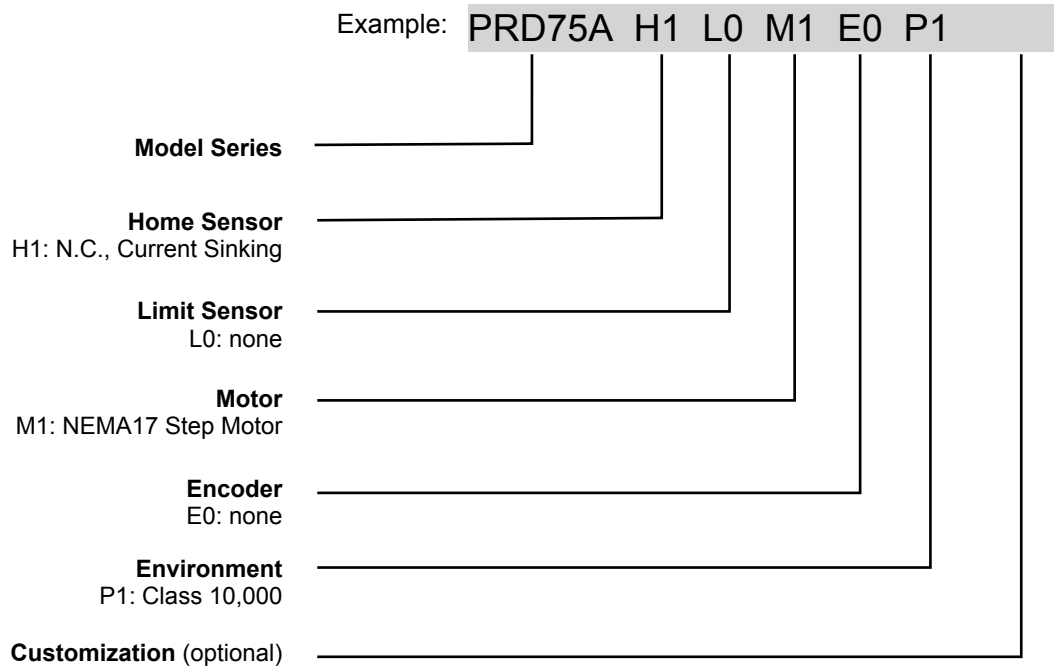 Example: PRD75A H1 L0 M1 E0 P1
Model Series
Home Sensor
H1: N.C., Current Sinking
Limit Sensor
L0: none
Motor
M1: NEMA17 Step Motor
Encoder
E0: none
Environment
P1: Class 10,000
Customization (optional)